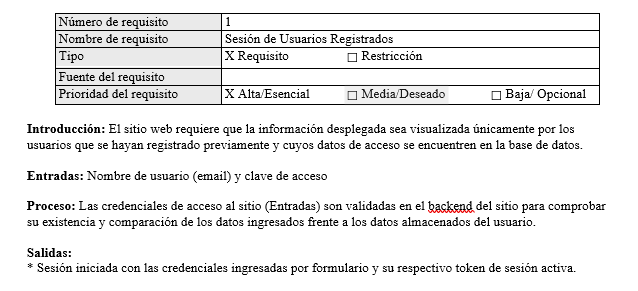 Número de requisito 1
Nombre de requisito Sesión de Usuarios Registrados
Tipo X Requisito ☐ Restricción
Fuente del requisito
Prioridad del requisito X Alta/Esencial ☐ Media/Deseado ☐ Baja/ Opcional
Introducción: El sitio web requiere que la información desplegada sea visualizada únicamente por los
usuarios que se hayan registrado previamente y cuyos datos de acceso se encuentren en la base de datos.
Entradas: Nombre de usuario (email) y clave de acceso
Proceso: Las credenciales de acceso al sitio (Entradas) son validadas en el backend del sitio para comprobar
su existencia y comparación de los datos ingresados frente a los datos almacenados del usuario.
Salidas:
* Sesión iniciada con las credenciales ingresadas por formulario y su respectivo token de sesión activa.